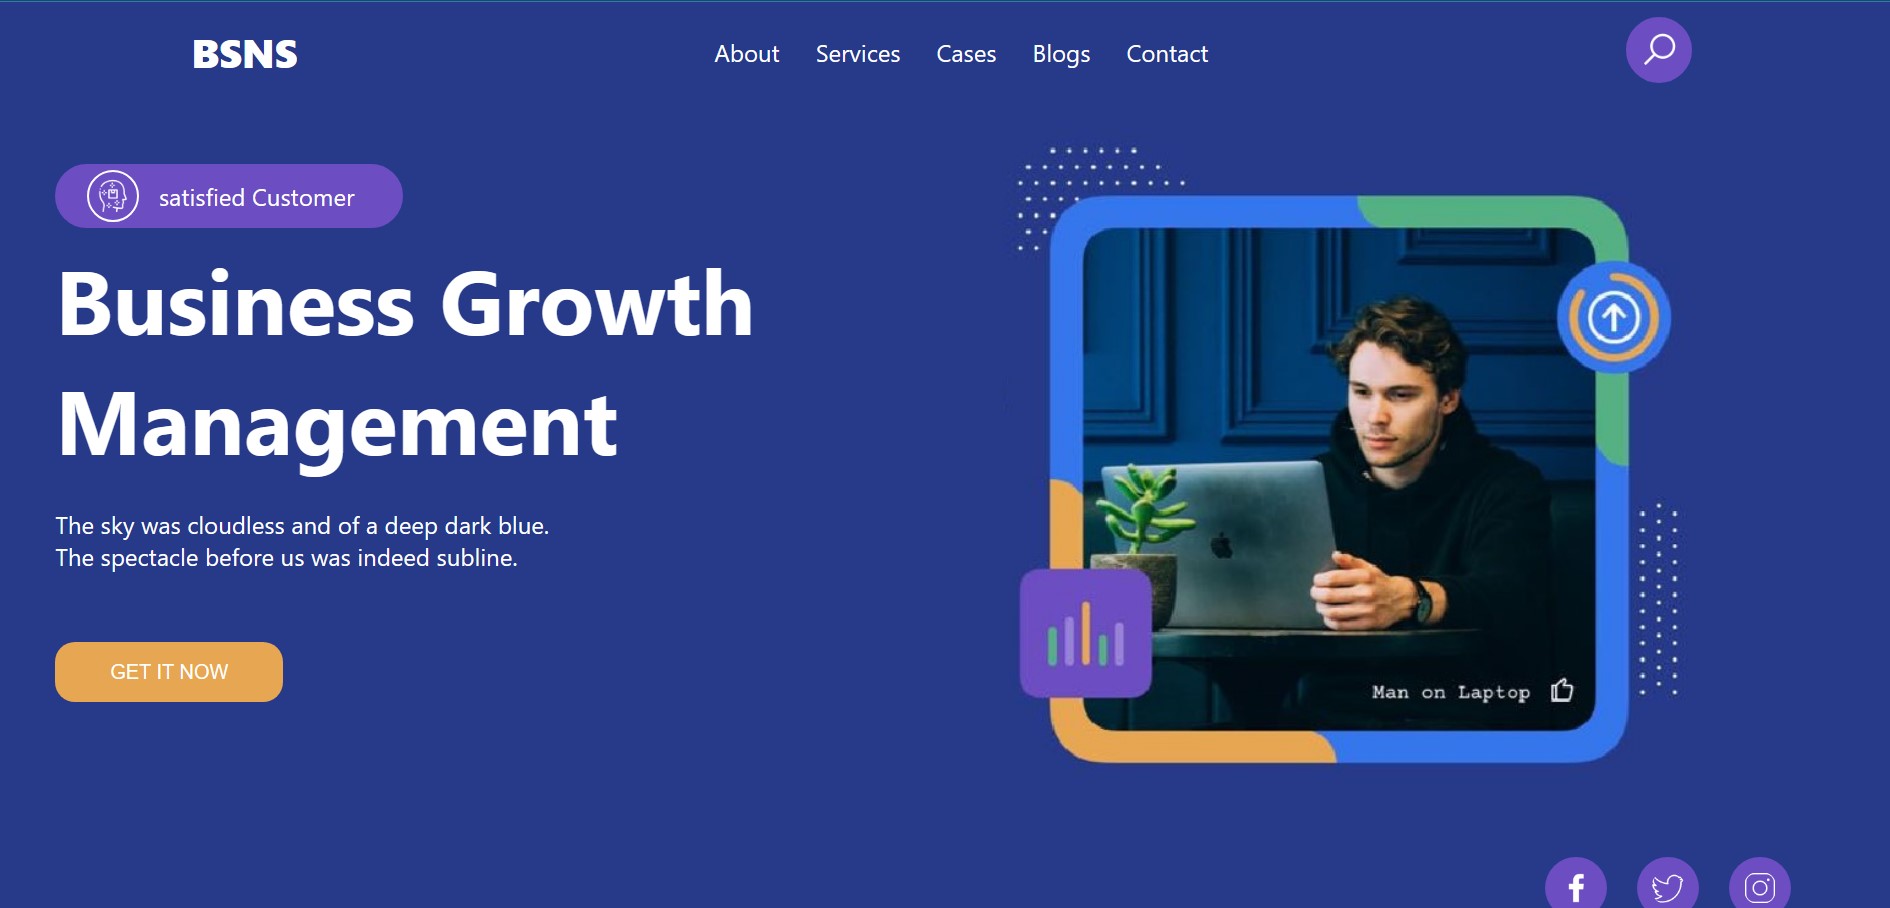 BSNS
About Services Cases Blogs Contact
satisfied Customer
Business Growth
Management
The sky was cloudless and of a deep dark blue.
The spectacle before us was indeed subline.
GET IT NOW
Man on Laptop